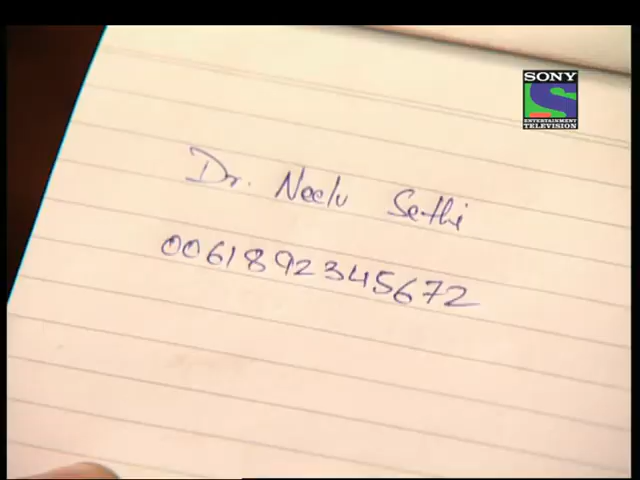 SONY
ENTERTAINMENT
TELEVISION
Dr. Neelu Sethi
0061892345672